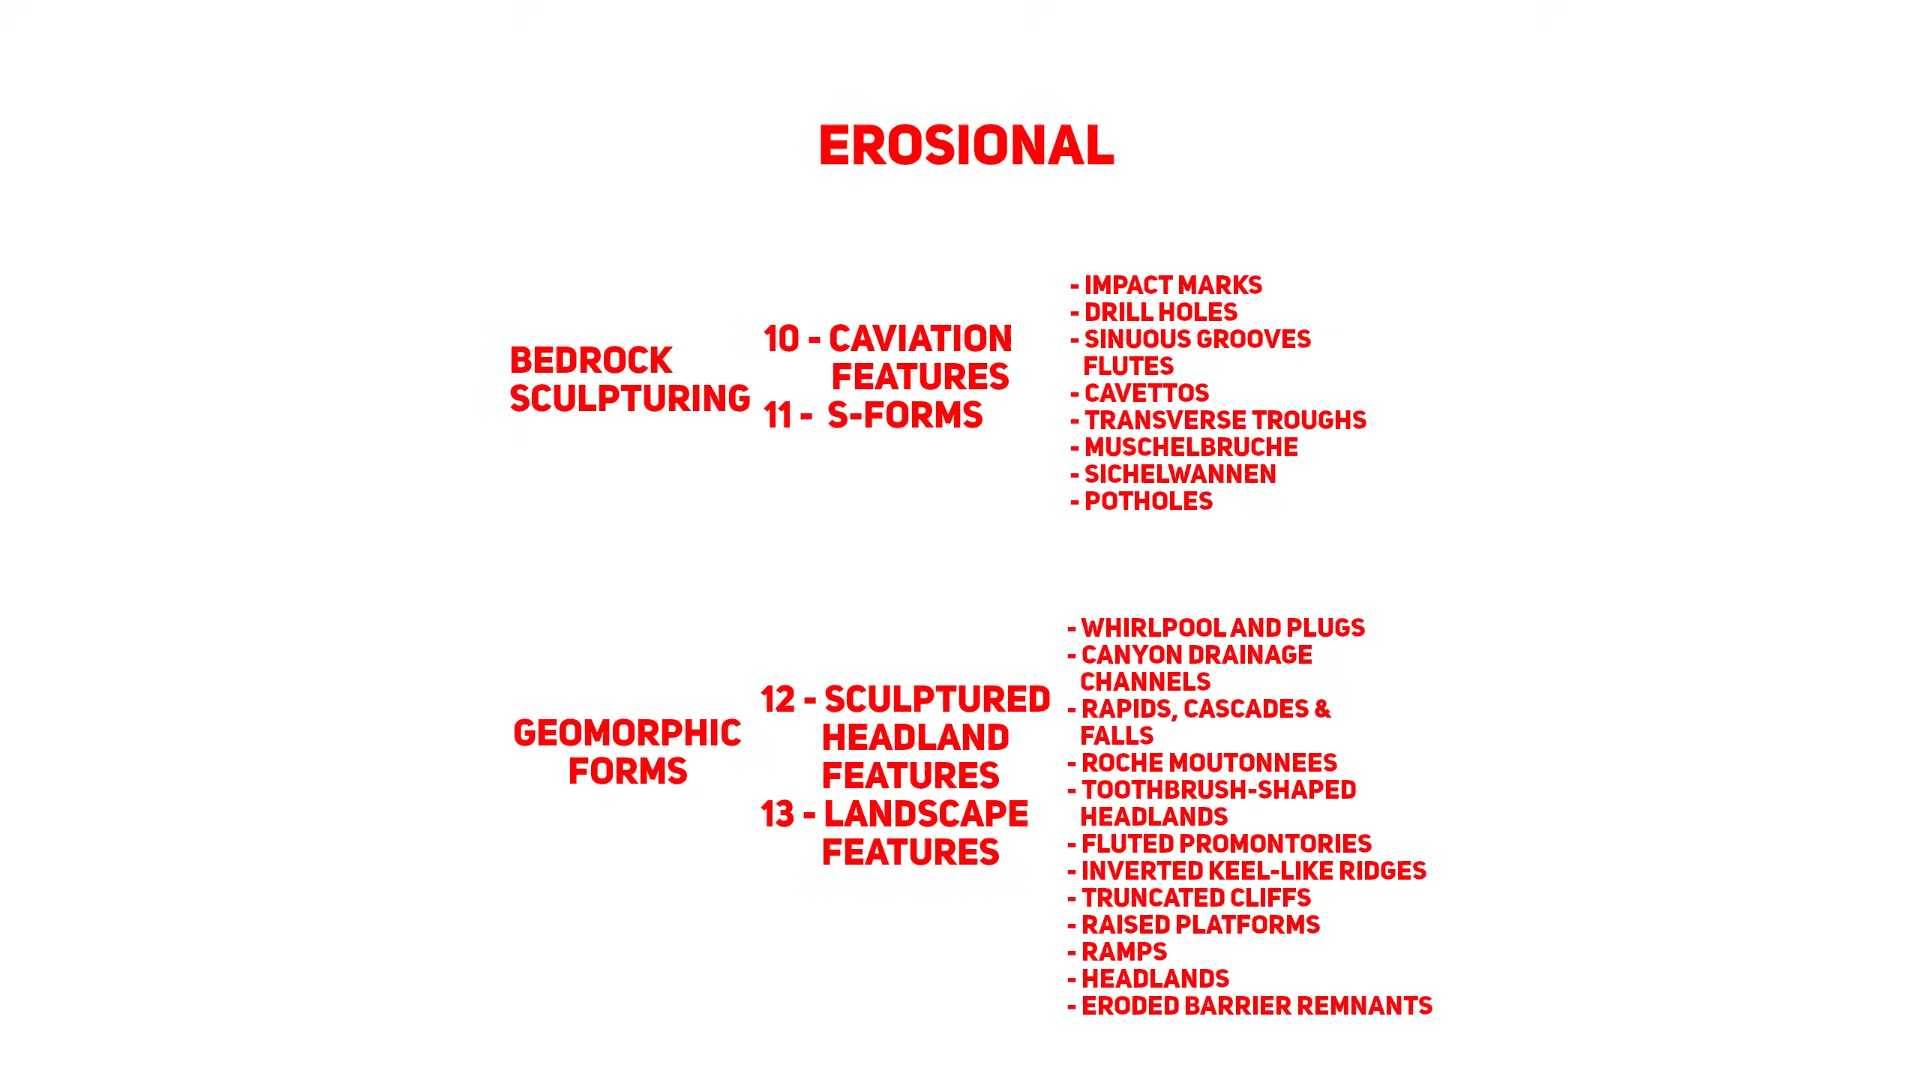 EROSIONAL
BEDROCK
SCULPTURING
10 - CAVIATION
FEATURES
11 - S-FORMS
- IMPACT MARKS
- DRILL HOLES
- SINUOUS GROOVES
FLUTES
- CAVETTOS
- TRANSVERSE TROUGHS
- MUSCHELBRUCHE
- SICHELWANNEN
- POTHOLES
GEOMORPHIC
FORMS
12 - SCULPTURED
HEADLAND
FEATURES
13 - LANDSCAPE
FEATURES
- WHIRLPOOL AND PLUGS
- CANYON DRAINAGE
CHANNELS
- RAPIDS, CASCADES &
FALLS
- ROCHE MOUTONNEES
- TOOTHBRUSH-SHAPED
HEADLANDS
- FLUTED PROMONTORIES
- INVERTED KEEL-LIKE RIDGES
- TRUNCATED CLIFFS
- RAISED PLATFORMS
- RAMPS
- HEADLANDS
- ERODED BARRIER REMNANTS